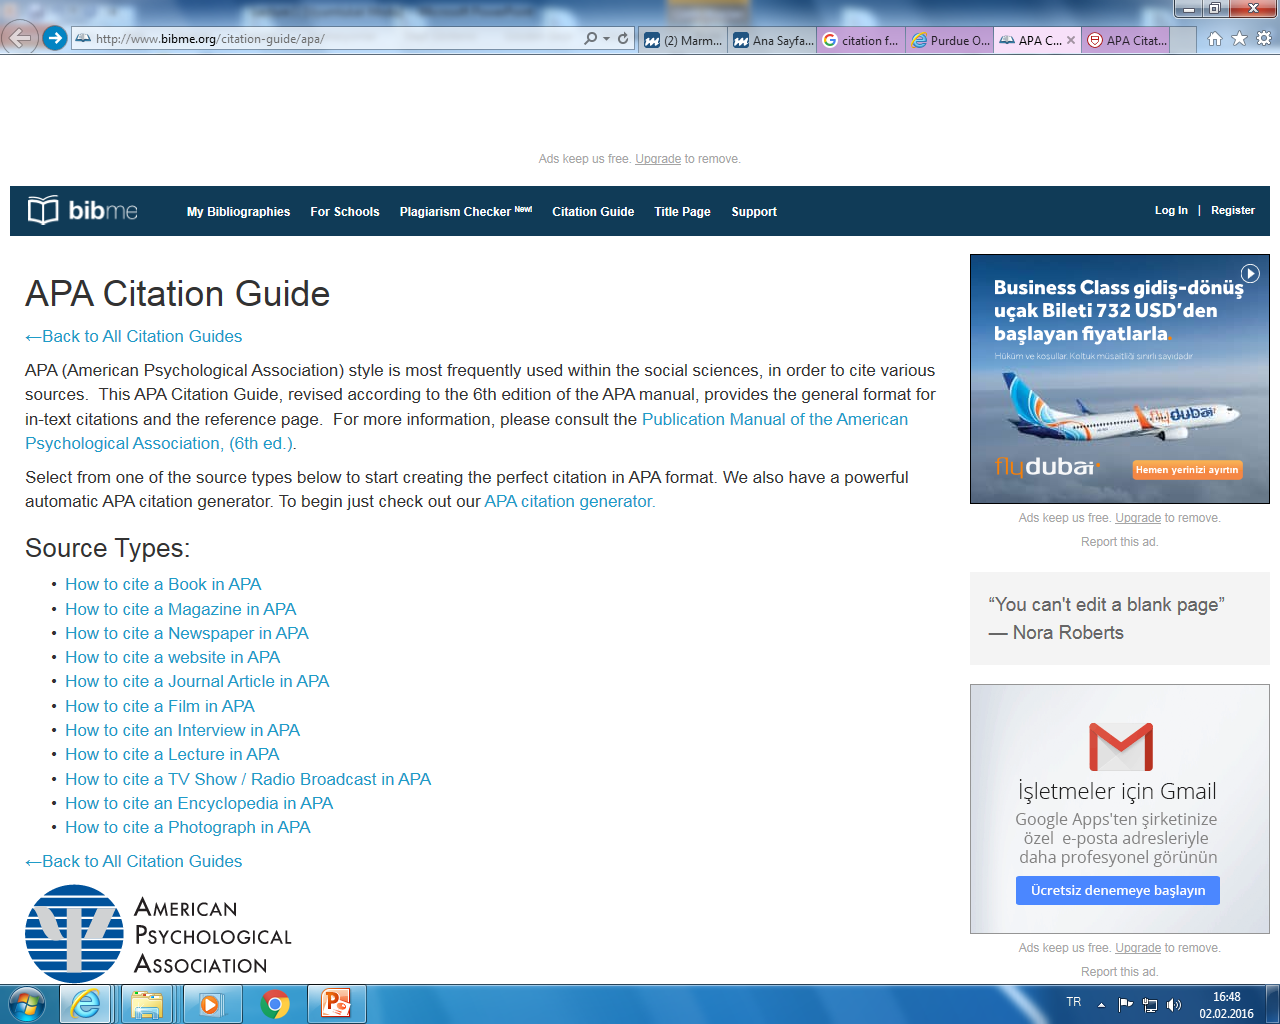 http://www.bibme.org/citation-guide/apa/
(2) Marm...
Ana Sayfa...
citation f...
Purdue O...
APA C...
APA Citat...
Ads keep us free. Upgrade to remove.
bibme
My Bibliographies
For Schools
Plagiarism Checker New!
Citation Guide
Title Page
Support
Log In | Register
APA Citation Guide
←Back to All Citation Guides
APA (American Psychological Association) style is most frequently used within the social sciences, in order to cite various
sources.  This APA Citation Guide, revised according to the 6th edition of the APA manual, provides the general format for
in-text citations and the reference page.  For more information, please consult the Publication Manual of the American
Psychological Association, (6th ed.).
Select from one of the source types below to start creating the perfect citation in APA format. We also have a powerful
automatic APA citation generator. To begin just check out our APA citation generator.
Source Types:
• How to cite a Book in APA
• How to cite a Magazine in APA
• How to cite a Newspaper in APA
• How to cite a website in APA
• How to cite a Journal Article in APA
• How to cite a Film in APA
• How to cite an Interview in APA
• How to cite a Lecture in APA
• How to cite a TV Show / Radio Broadcast in APA
• How to cite an Encyclopedia in APA
• How to cite a Photograph in APA
←Back to All Citation Guides
AMERICAN
PSYCHOLOGICAL
ASSOCIATION
Business Class gidiş-dönüş
uçak Bileti 732 USD'den
başlayan fiyatlarla.
Hüküm ve koşullar. Koltuk müsaitliği sınırlı sayıdadır
flydubai
flydubai
Hemen yerinizi ayırtın
Ads keep us free. Upgrade to remove.
Report this ad.
“You can't edit a blank page”
— Nora Roberts
İşletmeler için Gmail
Google Apps'ten şirketinize
özel  e-posta adresleriyle
daha profesyonel görünün
Ücretsiz denemeye başlayın
Ads keep us free. Upgrade to remove.
Report this ad.
TR
16:48
02.02.2016